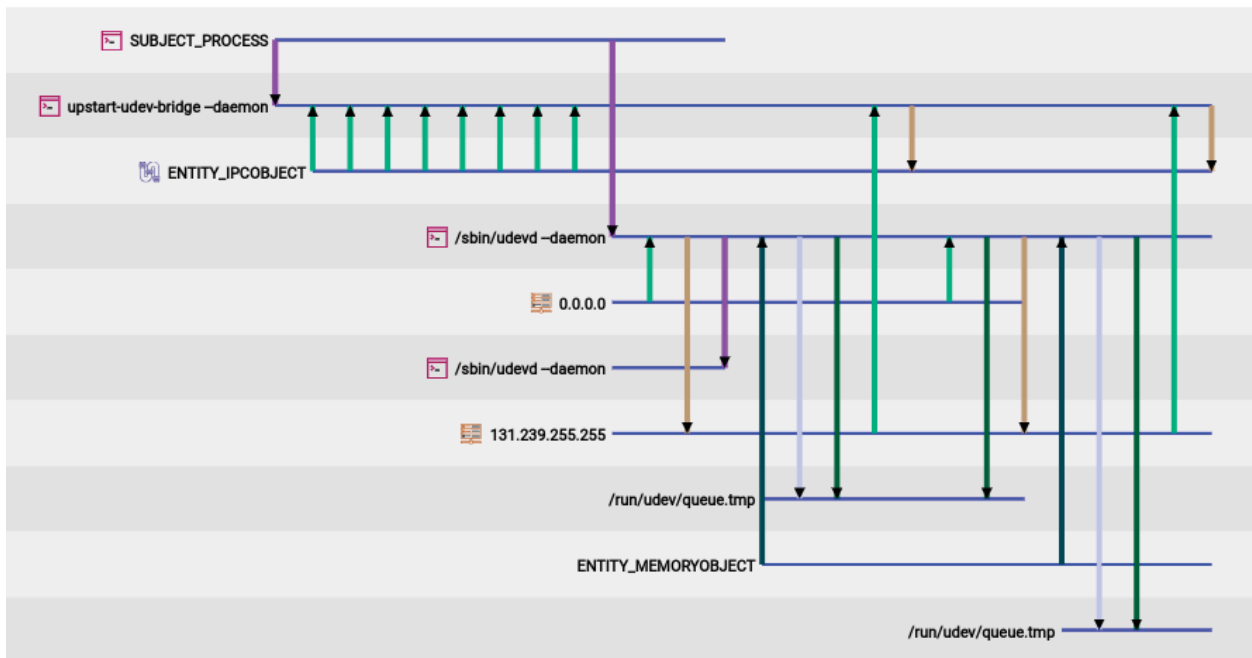 SUBJECT_PROCESS
upstart-udev-bridge --daemon
ENTITY_IPCOBJECT
/sbin/udevd --daemon
0.0.0.0
/sbin/udevd --daemon
131.239.255.255
/run/udev/queue.tmp
ENTITY_MEMORYOBJECT
/run/udev/queue.tmp